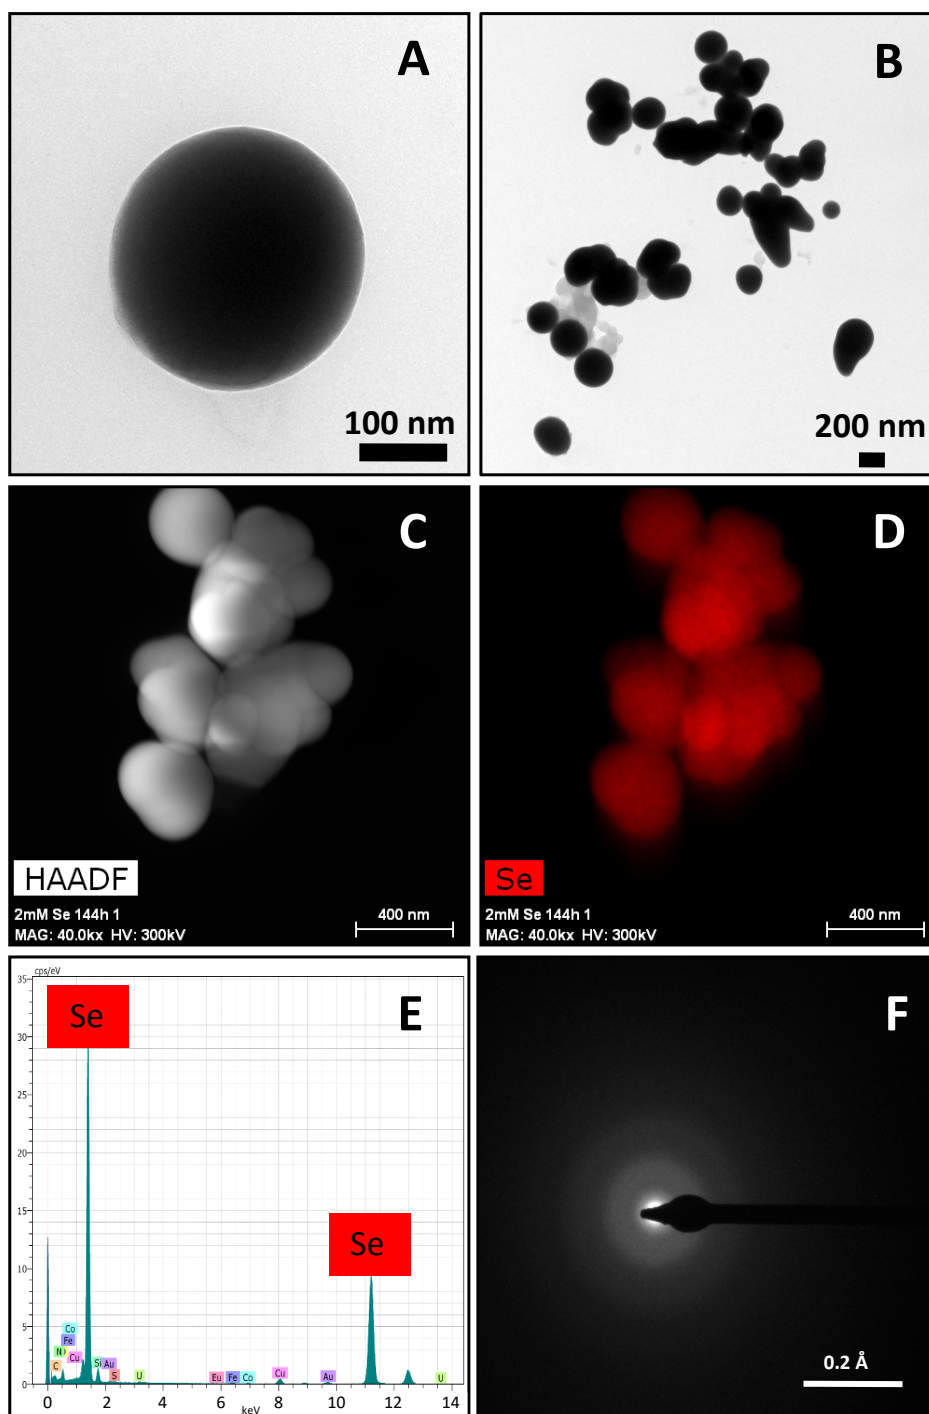 A
100 nm
B
200 nm
C
HAADF
2mM Se 144h 1
MAG: 40.0kx HV: 300kV
400 nm
D
Se
2mM Se 144h 1
MAG: 40.0kx HV: 300kV
400 nm
cps/eV
35
30
25
20
15
10
5
0
Se
E
Se
Co
Fe
N
Cu
C
Si
Au
S
U
Eu
Fe
Co
Cu
Au
U
0 2 4 6 8 10 12 14
keV
F
0.2 Å